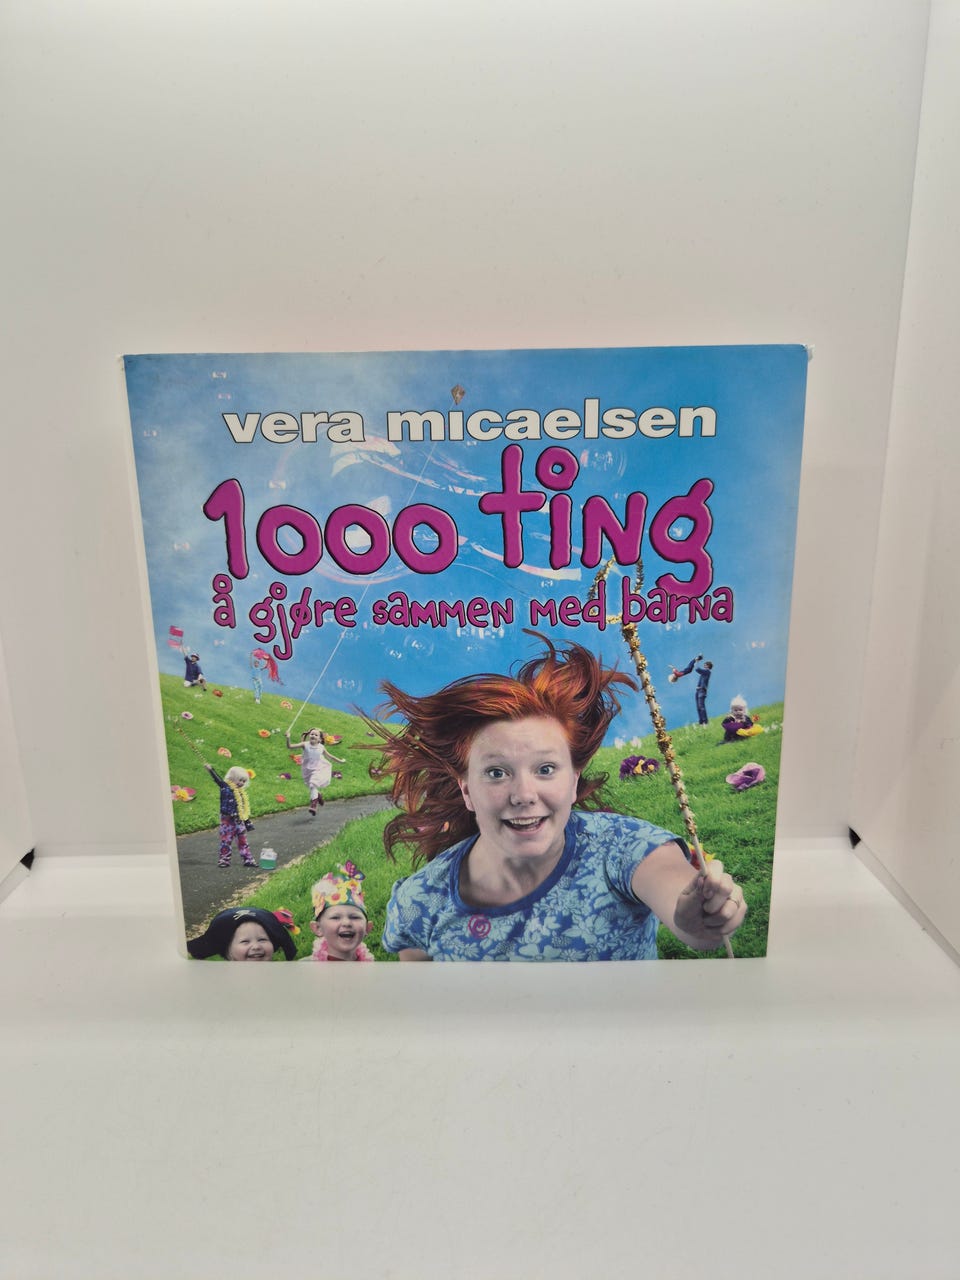 vera micaelsen
1000 ting
å gjøre sammen med barna